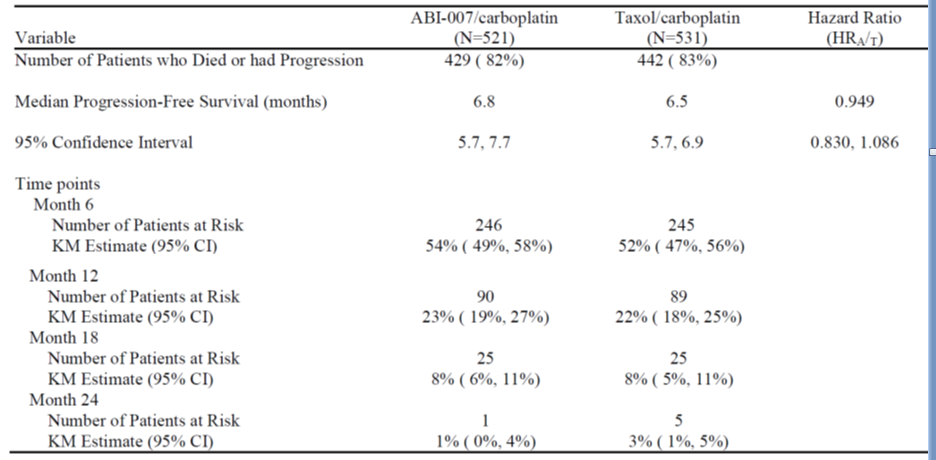 Variable ABI-007/carboplatin (N=521) Taxol/carboplatin (N=531) Hazard Ratio (HRA/T)
Number of Patients who Died or had Progression 429 ( 82%) 442 ( 83%)
Median Progression-Free Survival (months) 6.8 6.5 0.949
95% Confidence Interval 5.7, 7.7 5.7, 6.9 0.830, 1.086
Time points
Month 6
Number of Patients at Risk 246 245
KM Estimate (95% CI) 54% ( 49%, 58%) 52% ( 47%, 56%)
Month 12
Number of Patients at Risk 90 89
KM Estimate (95% CI) 23% ( 19%, 27%) 22% ( 18%, 25%)
Month 18
Number of Patients at Risk 25 25
KM Estimate (95% CI) 8% ( 6%, 11%) 8% ( 5%, 11%)
Month 24
Number of Patients at Risk 1 5
KM Estimate (95% CI) 1% ( 0%, 4%) 3% ( 1%, 5%)